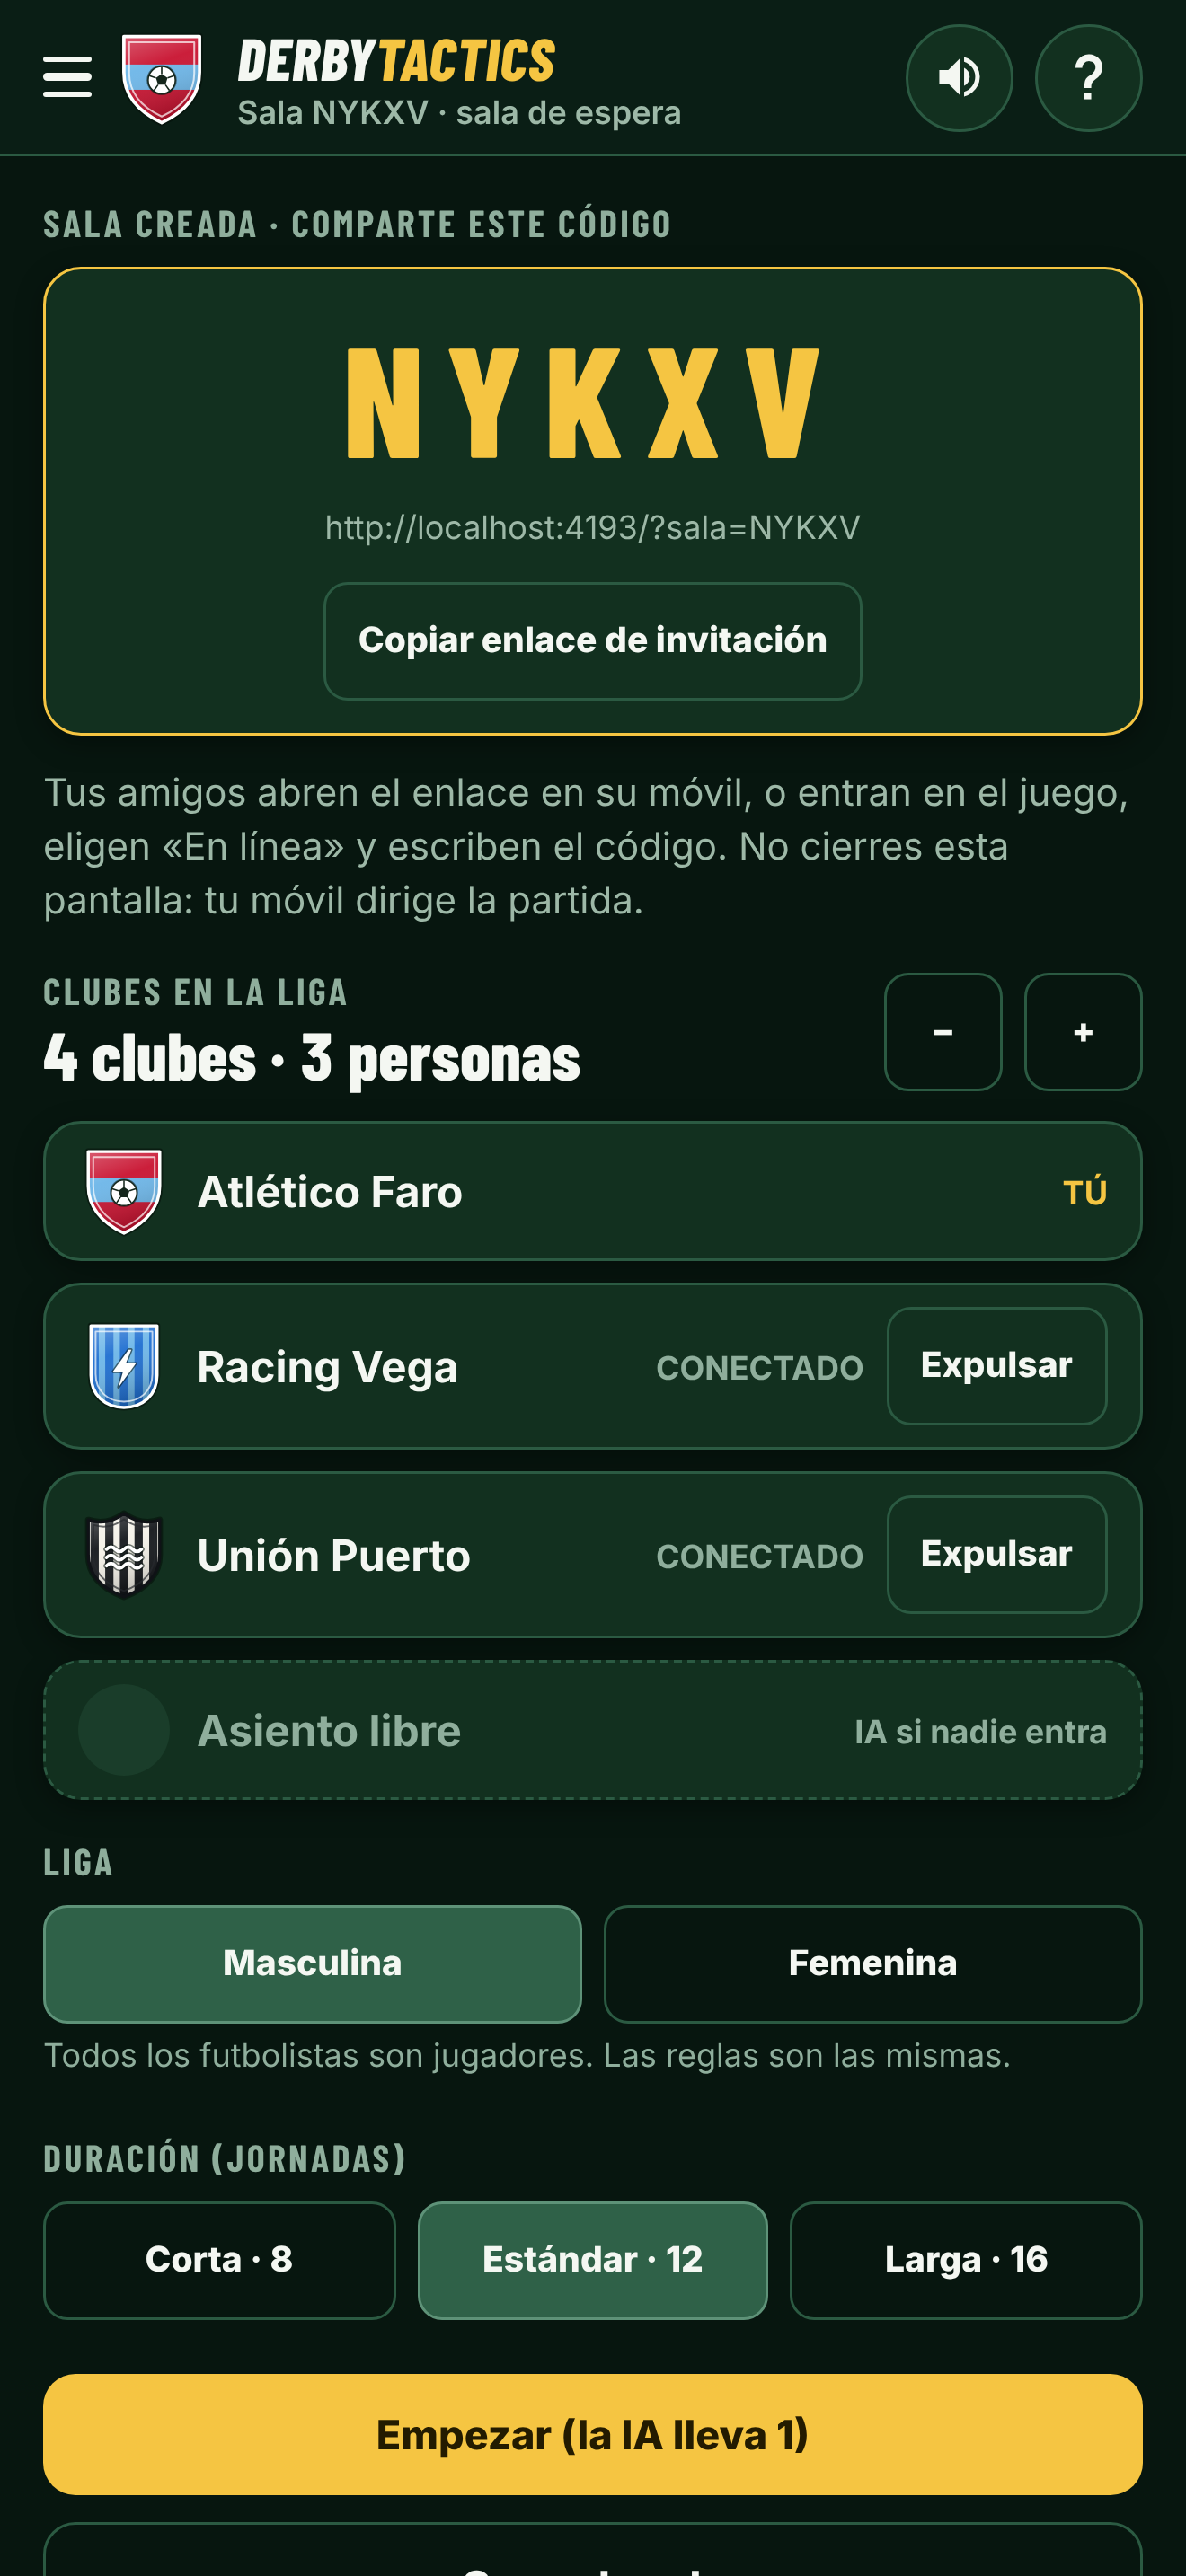 DERBYTACTICS
Sala NYKXV · sala de espera
?
SALA CREADA · COMPARTE ESTE CÓDIGO
NYKXV
http://localhost:4193/?sala=NYKXV
Copiar enlace de invitación
Tus amigos abren el enlace en su móvil, o entran en el juego,
eligen «En línea» y escriben el código. No cierres esta
pantalla: tu móvil dirige la partida.
CLUBES EN LA LIGA
4 clubes · 3 personas
− +
Atlético Faro TÚ
Racing Vega CONECTADO Expulsar
Unión Puerto CONECTADO Expulsar
Asiento libre IA si nadie entra
LIGA
Masculina Femenina
Todos los futbolistas son jugadores. Las reglas son las mismas.
DURACIÓN (JORNADAS)
Corta · 8 Estándar · 12 Larga · 16
Empezar (la IA lleva 1)